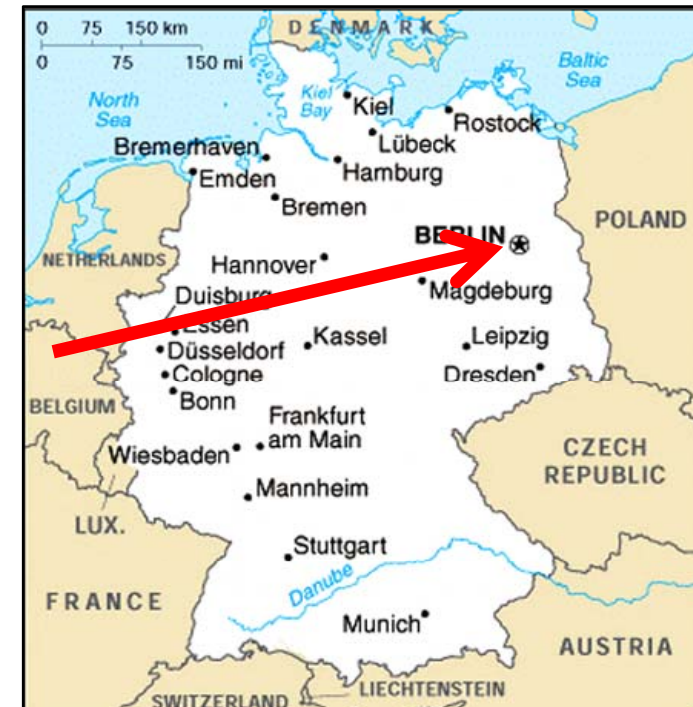 0 75 150 km
0 75 150 mi
DENMARK
North
Sea
Baltic
Sea
Kiel
Bay
Kiel
Rostock
Lübeck
Bremerhaven
Hamburg
Emden
Bremen
BERLIN
POLAND
NETHERLANDS
Hannover
Magdeburg
Duisburg
Essen
Kassel
Leipzig
Düsseldorf
Cologne
Dresden
BELGIUM
Bonn
Frankfurt
am Main
Wiesbaden
CZECH
REPUBLIC
Mannheim
LUX.
Stuttgart
Danube
FRANCE
Munich
AUSTRIA
SWITZERLAND
LIECHTENSTEIN